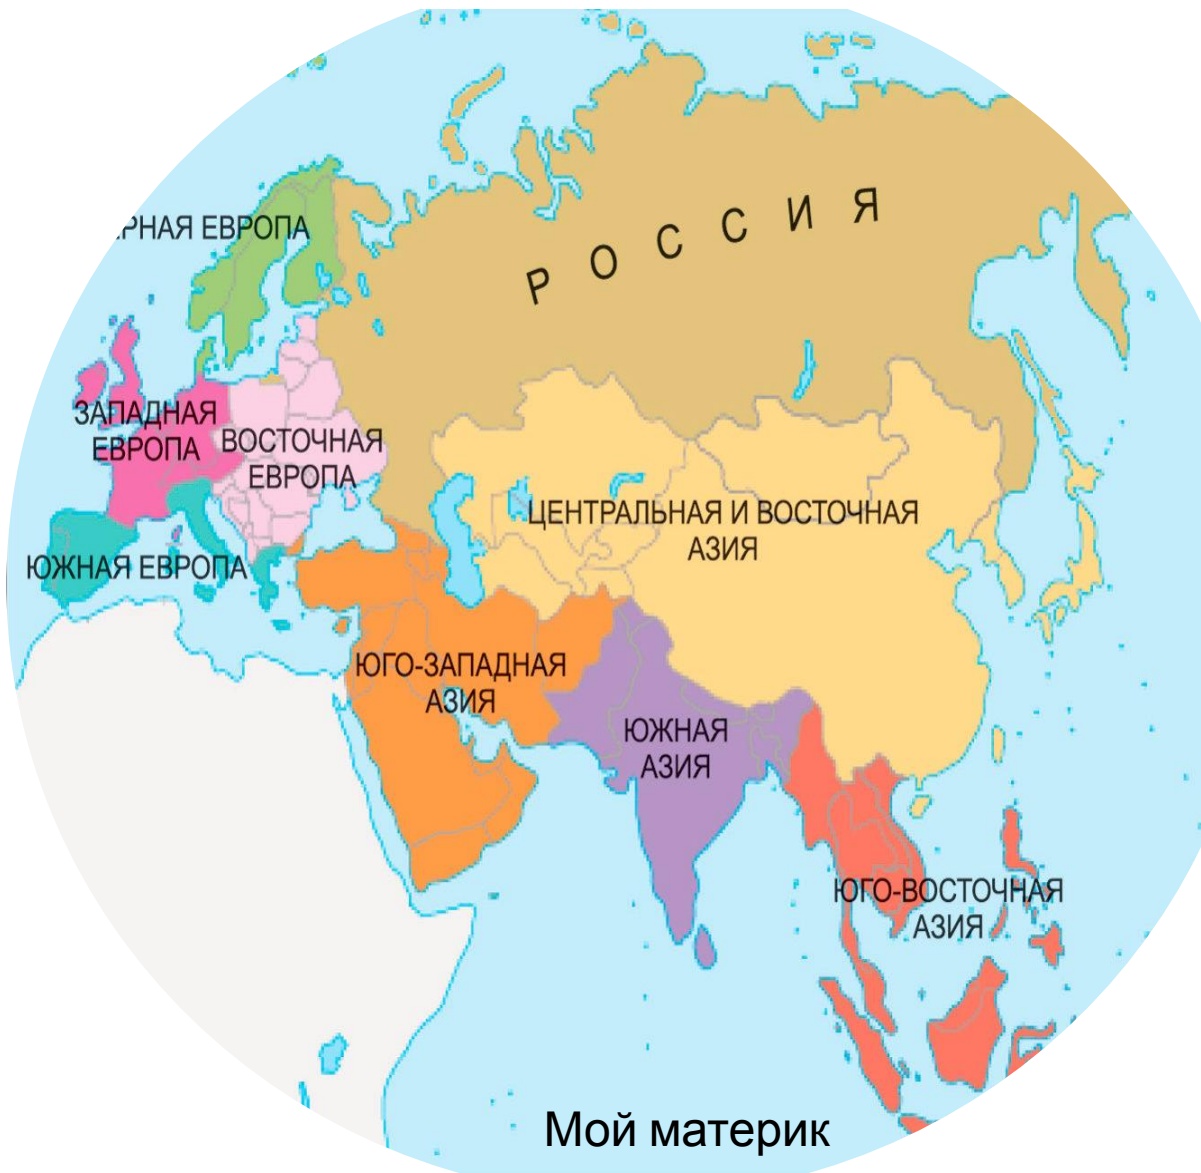 РОССИЯ
ЕВРОПА
ЗАПАДНАЯ
ЕВРОПА
ВОСТОЧНАЯ
ЕВРОПА
ЮЖНАЯ ЕВРОПА
ЦЕНТРАЛЬНАЯ И ВОСТОЧНАЯ
АЗИЯ
ЮГО-ЗАПАДНАЯ
АЗИЯ
ЮЖНАЯ
АЗИЯ
ЮГО-ВОСТОЧНАЯ
АЗИЯ
Мой материк